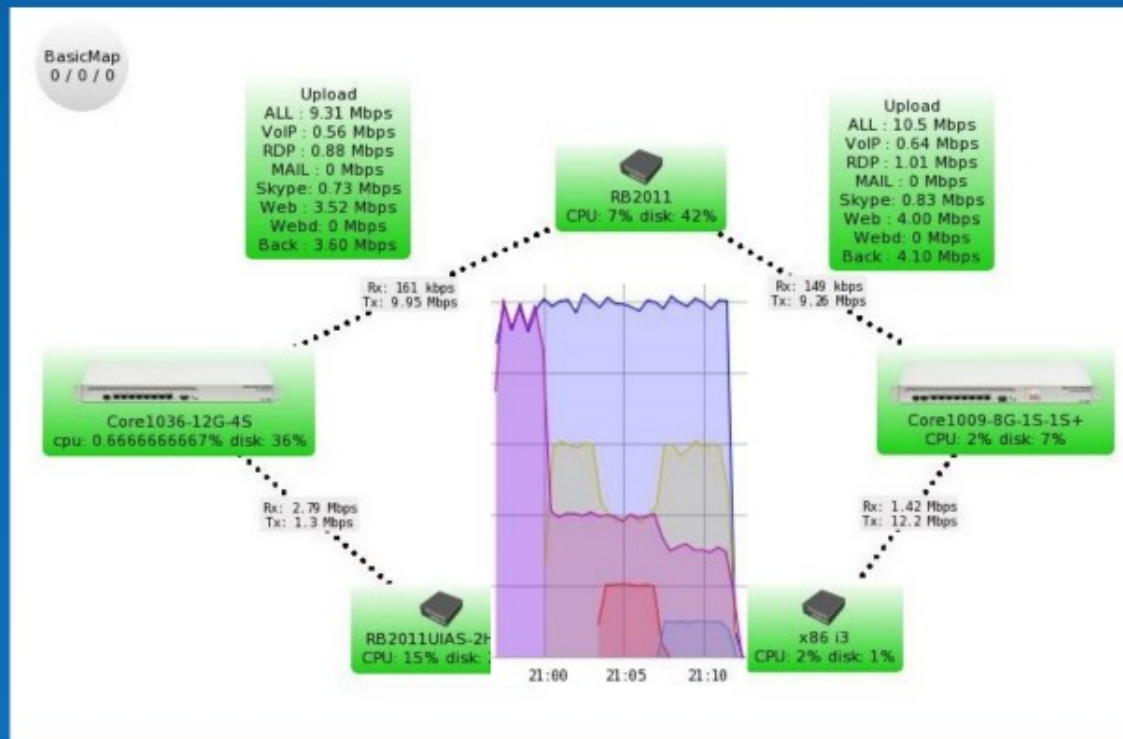 BasicMap
0 / 0 / 0
Upload
ALL : 9.31 Mbps
VoIP : 0.56 Mbps
RDP : 0.88 Mbps
MAIL : 0 Mbps
Skype: 0.73 Mbps
Web : 3.52 Mbps
Webd: 0 Mbps
Back : 3.60 Mbps
RB2011
CPU: 7% disk: 42%
Upload
ALL : 10.5 Mbps
VoIP : 0.64 Mbps
RDP : 1.01 Mbps
MAIL : 0 Mbps
Skype: 0.83 Mbps
Web : 4.00 Mbps
Webd: 0 Mbps
Back : 4.10 Mbps
Rx: 161 kbps
Tx: 9.95 Mbps
Rx: 149 kbps
Tx: 9.26 Mbps
Core1036-12G-4S
cpu: 0.6666666667% disk: 36%
Core1009-8G-1S-1S+
CPU: 2% disk: 7%
Rx: 2.79 Mbps
Tx: 1.3 Mbps
Rx: 1.42 Mbps
Tx: 12.2 Mbps
RB2011UIAS-2H
CPU: 15% disk:
x86 i3
CPU: 2% disk: 1%
21:00 21:05 21:10